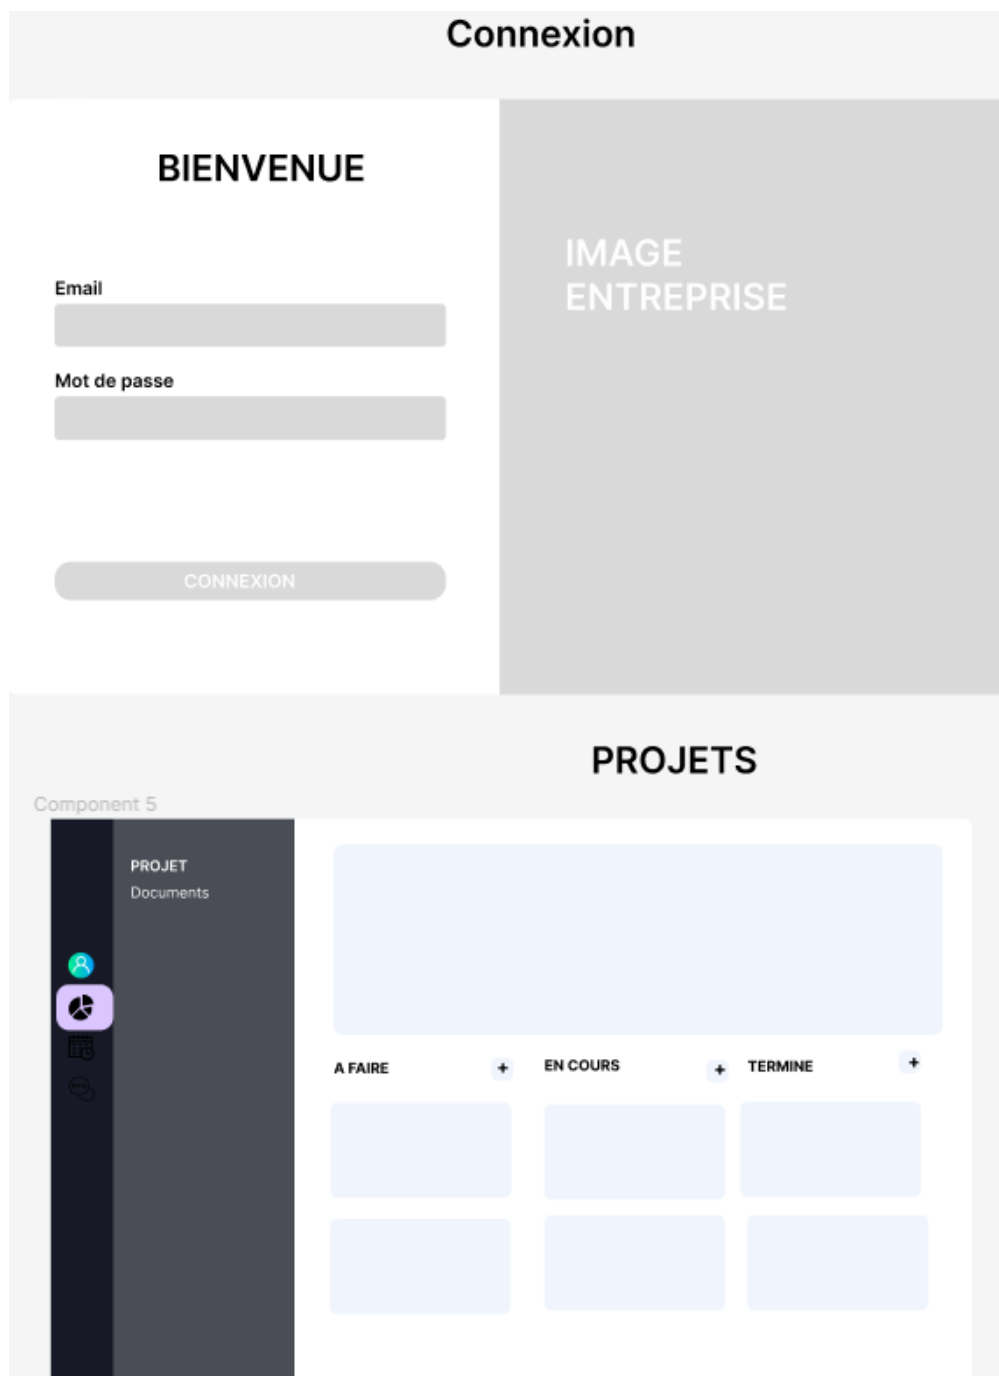 Connexion
BIENVENUE
IMAGE
ENTREPRISE
Email
Mot de passe
CONNEXION
PROJETS
Component 5
PROJET
Documents
A FAIRE +
EN COURS +
TERMINE +